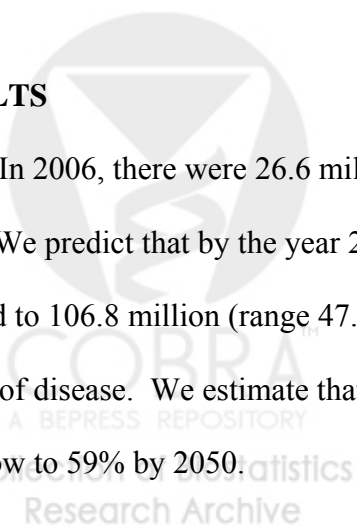 LTS
In 2006, there were 26.6 mil
We predict that by the year 2
d to 106.8 million (range 47.
TM
COBRA
of disease. We estimate that
A BEPRESS REPOSITORY
ow to 59% by 2050.
Collection of Biostatistics
Research Archive